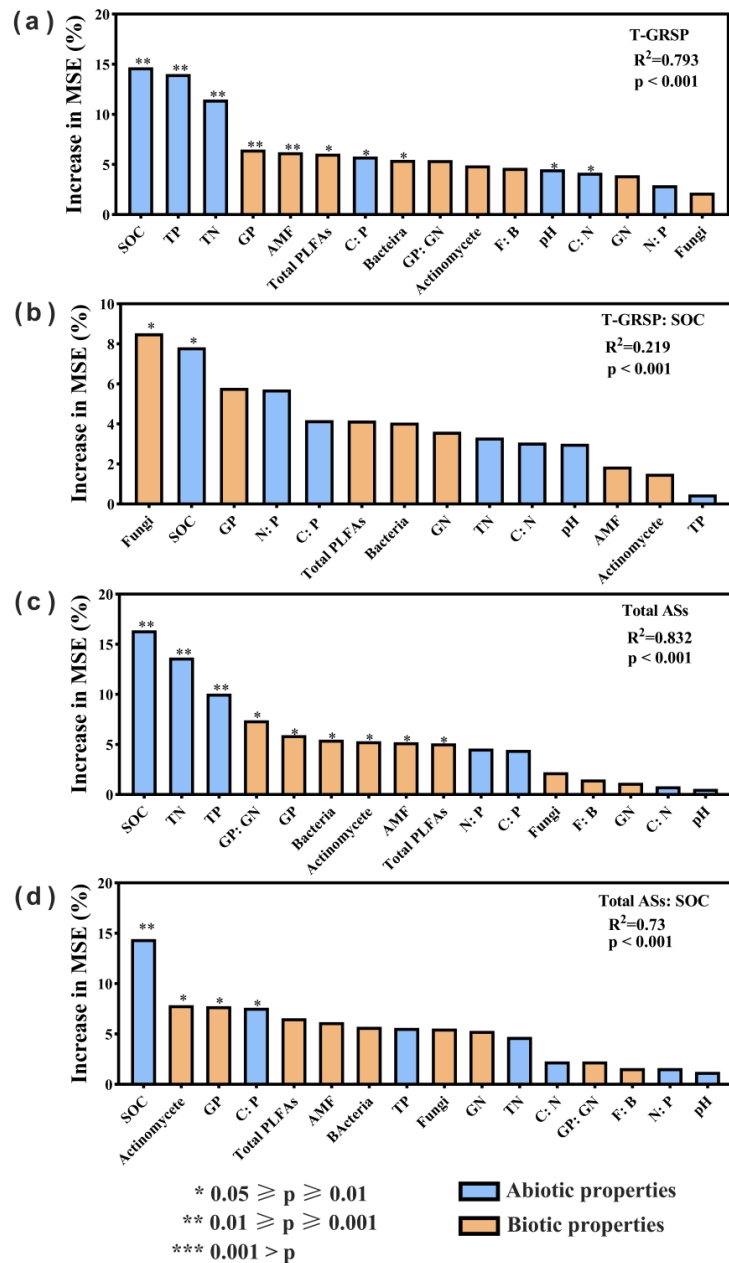 (a)
T-GRSP
R²=0.793
p < 0.001
Increase in MSE (%)
20
15
10
5
0
** ** ** ** ** * * * * *
SOC TP TN GP AMF Total PLFAs C: P Bacteira GP: GN Actinomycete F: B pH C: N GN N: P Fungi
(b)
T-GRSP: SOC
R²=0.219
p < 0.001
Increase in MSE (%)
10
8
6
4
2
0
* *
Fungi SOC GP N: P C: P Total PLFAs Bacteria GN TN C: N pH AMF Actinomycete TP
(c)
Total ASs
R²=0.832
p < 0.001
Increase in MSE (%)
20
15
10
5
0
** ** ** * * * * * *
SOC TN TP GP: GN GP Bacteria Actinomycete AMF Total PLFAs N: P C: P Fungi F: B GN C: N pH
(d)
Total ASs: SOC
R²=0.73
p < 0.001
Increase in MSE (%)
20
15
10
5
0
** * * *
SOC Actinomycete GP C: P Total PLFAs AMF BActeria TP Fungi GN TN C: N GP: GN F: B N: P pH
* 0.05 ⩾ p ⩾ 0.01
** 0.01 ⩾ p ⩾ 0.001
*** 0.001 > p
Abiotic properties
Biotic properties